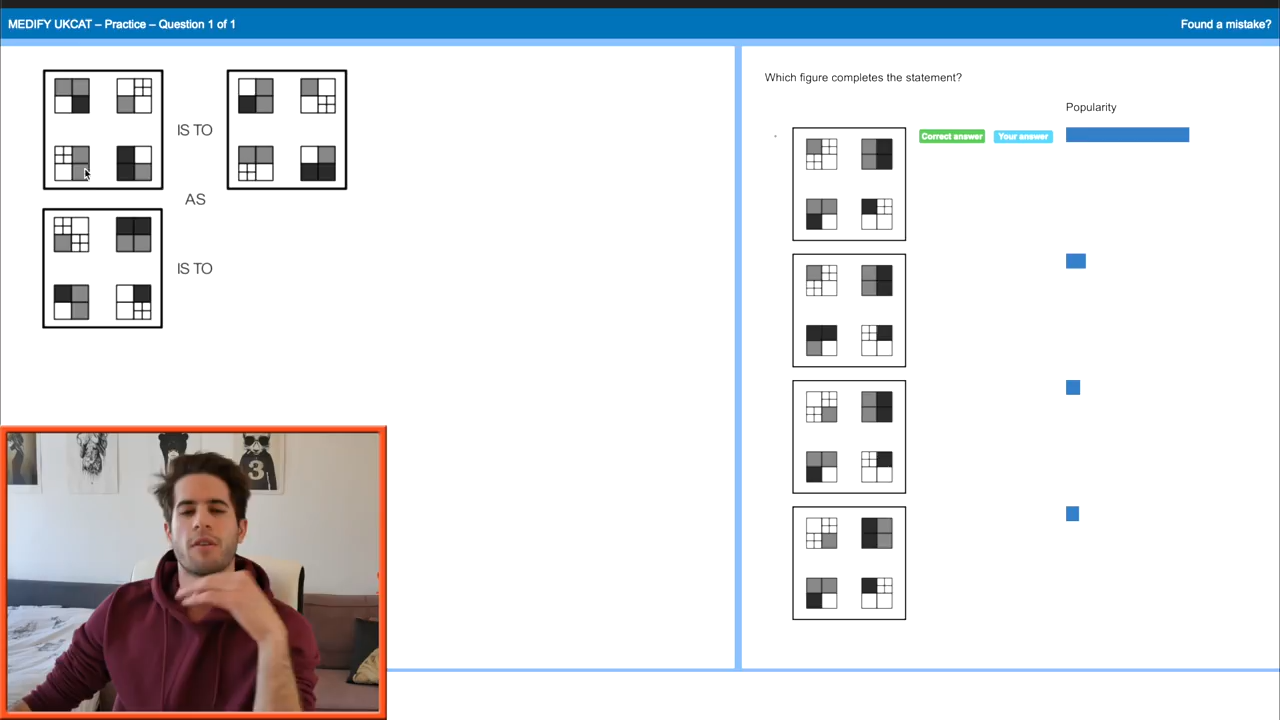 MEDIFY UKCAT – Practice – Question 1 of 1
Found a mistake?
IS TO
AS
IS TO
Which figure completes the statement?
Popularity
Correct answer
Your answer
3